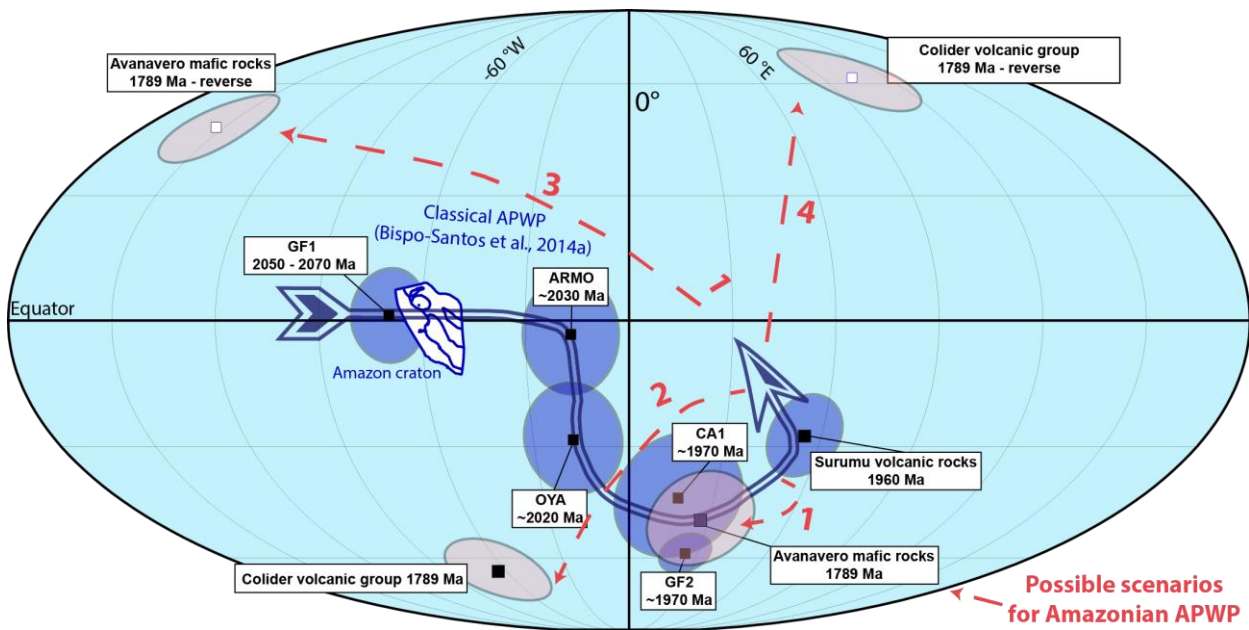 Avanavero mafic rocks
1789 Ma - reverse
-60 °W
60 °E
Colider volcanic group
1789 Ma - reverse
0°
3
4
Classical APWP
(Bispo-Santos et al., 2014a)
GF1
2050 - 2070 Ma
ARMO
~2030 Ma
1
Equator
Amazon craton
2
CA1
~1970 Ma
Surumu volcanic rocks
1960 Ma
OYA
~2020 Ma
1
Avanavero mafic rocks
1789 Ma
Colider volcanic group 1789 Ma
GF2
~1970 Ma
Possible scenarios
for Amazonian APWP